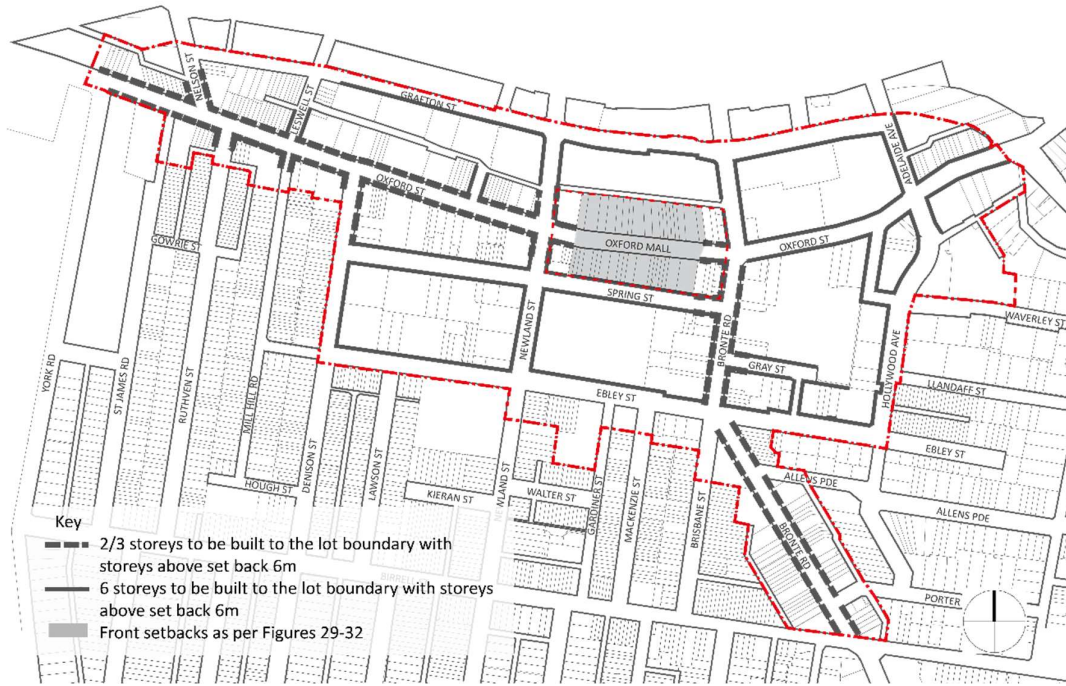 NELSON ST
LESWELL ST
GRAFTON ST
ADELAIDE AVE
OXFORD ST
OXFORD MALL
OXFORD ST
GOWRIE ST
SPRING ST
WAVERLEY ST
NEWLAND ST
BRONTE RD
GRAY ST
HOLLYWOOD AVE
YORK RD
ST JAMES RD
RUTHVEN ST
MILL HILL RD
LLANDAFF ST
EBLEY ST
EBLEY ST
DENISON ST
LAWSON ST
HOUGH ST
KIERAN ST
WALTER ST
GARDINER ST
MACKENZIE ST
BRISBANE ST
ALLENS PDE
ALLENS PDE
BRONTE RD
PORTER
Key
2/3 storeys to be built to the lot boundary with
storeys above set back 6m
6 storeys to be built to the lot boundary with storeys
above set back 6m
Front setbacks as per Figures 29-32